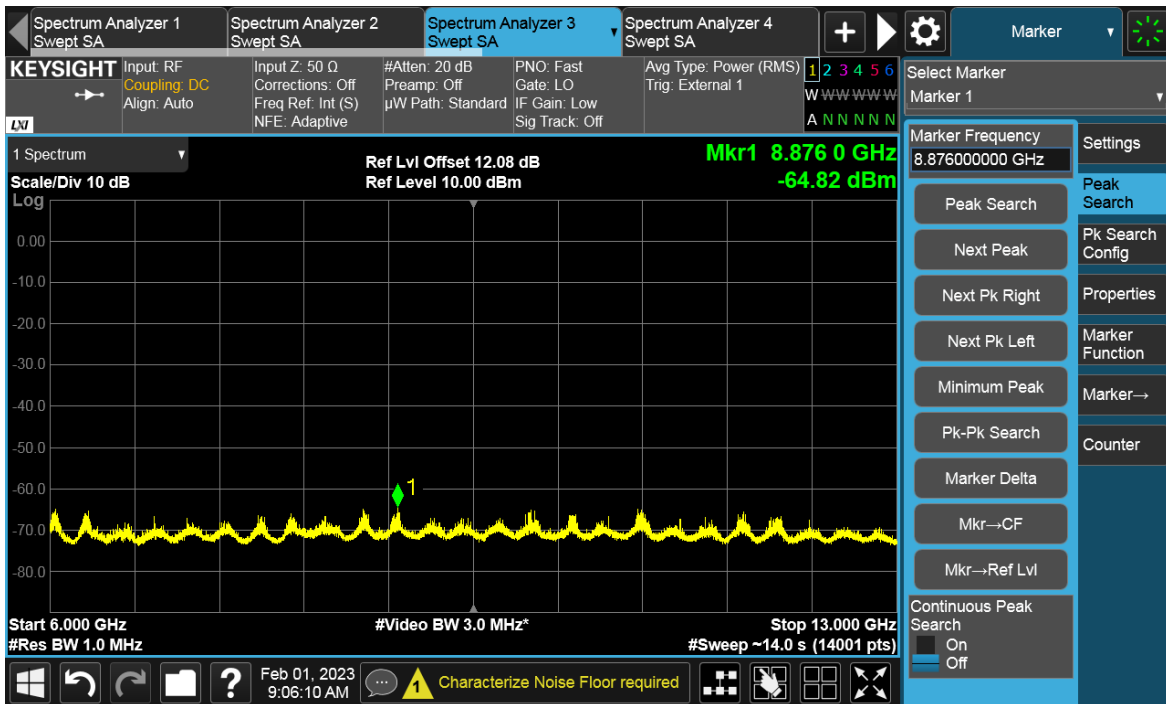 Spectrum Analyzer 1
Swept SA
Spectrum Analyzer 2
Swept SA
Spectrum Analyzer 3
Swept SA
Spectrum Analyzer 4
Swept SA
Marker
KEYSIGHT
LXI
Input: RF
Coupling: DC
Align: Auto
Input Z: 50 Ω
Corrections: Off
Freq Ref: Int (S)
NFE: Adaptive
#Atten: 20 dB
Preamp: Off
µW Path: Standard
PNO: Fast
Gate: LO
IF Gain: Low
Sig Track: Off
Avg Type: Power (RMS)
Trig: External 1
1 2 3 4 5 6
W W W W W W
A N N N N N
Select Marker
Marker 1
1 Spectrum
Scale/Div 10 dB
Log
Ref Lvl Offset 12.08 dB
Ref Level 10.00 dBm
Mkr1 8.876 0 GHz
-64.82 dBm
0.00
-10.0
-20.0
-30.0
-40.0
-50.0
-60.0
-70.0
-80.0
1
Start 6.000 GHz
#Res BW 1.0 MHz
#Video BW 3.0 MHz*
Stop 13.000 GHz
#Sweep ~14.0 s (14001 pts)
Marker Frequency
8.876000000 GHz
Peak Search
Next Peak
Next Pk Right
Next Pk Left
Minimum Peak
Pk-Pk Search
Marker Delta
Mkr→CF
Mkr→Ref Lvl
Continuous Peak
Search
On
Off
Settings
Peak
Search
Pk Search
Config
Properties
Marker
Function
Marker→
Counter
?
Feb 01, 2023
9:06:10 AM
1
Characterize Noise Floor required